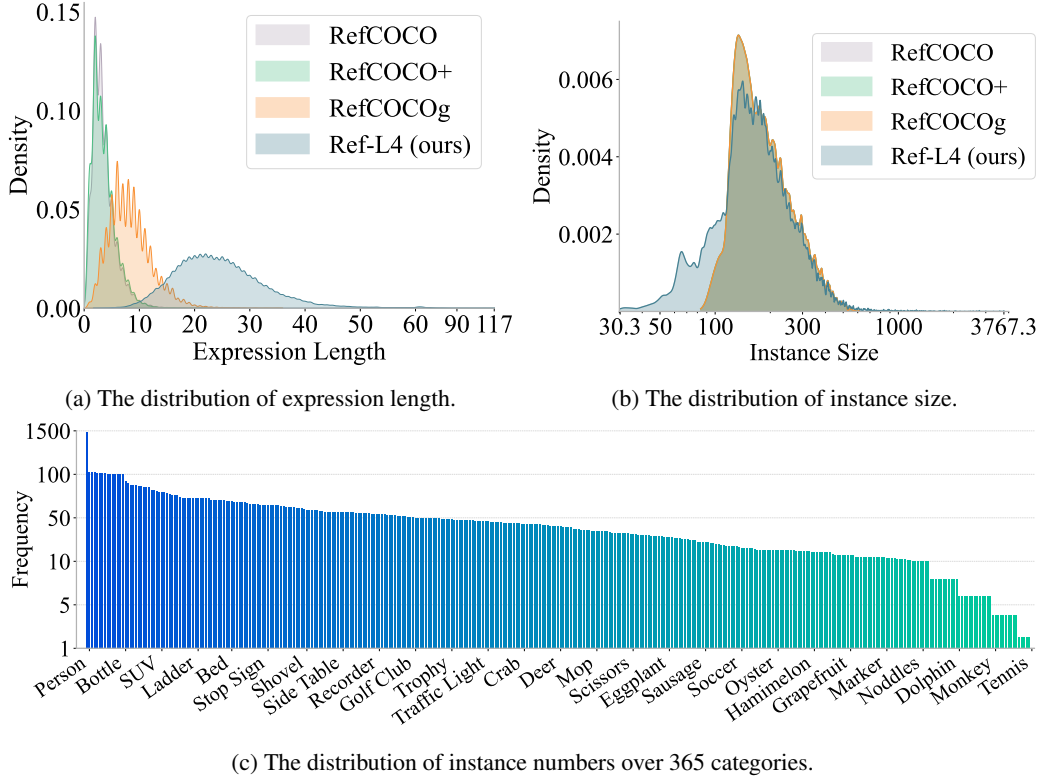 0.15
0.10
0.05
0.00
Density
0 10 20 30 40 50 60 90 117
Expression Length
RefCOCO
RefCOCO+
RefCOCOg
Ref-L4 (ours)
(a) The distribution of expression length.
0.006
0.004
0.002
Density
30.3 50 100 300 1000 3767.3
Instance Size
RefCOCO
RefCOCO+
RefCOCOg
Ref-L4 (ours)
(b) The distribution of instance size.
1500
100
50
10
5
1
Frequency
Person
Bottle
SUV
Ladder
Bed
Stop Sign
Shovel
Side Table
Recorder
Golf Club
Trophy
Traffic Light
Crab
Deer
Mop
Scissors
Eggplant
Sausage
Soccer
Oyster
Hamimelon
Grapefruit
Marker
Noodles
Dolphin
Monkey
Tennis
(c) The distribution of instance numbers over 365 categories.